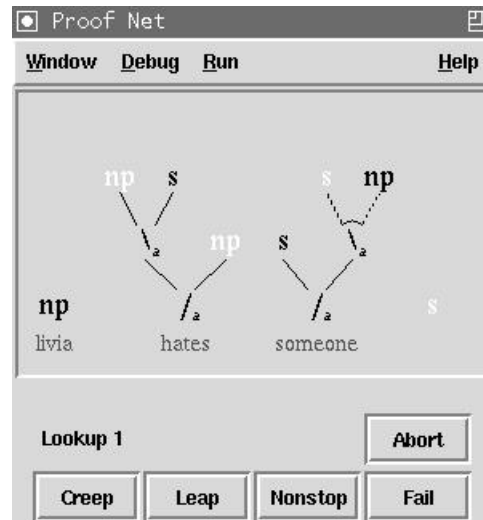 Proof Net
Window Debug Run Help
np s s np
\a \a
np s
np /a /a s
livia hates someone
Lookup 1 Abort
Creep Leap Nonstop Fail